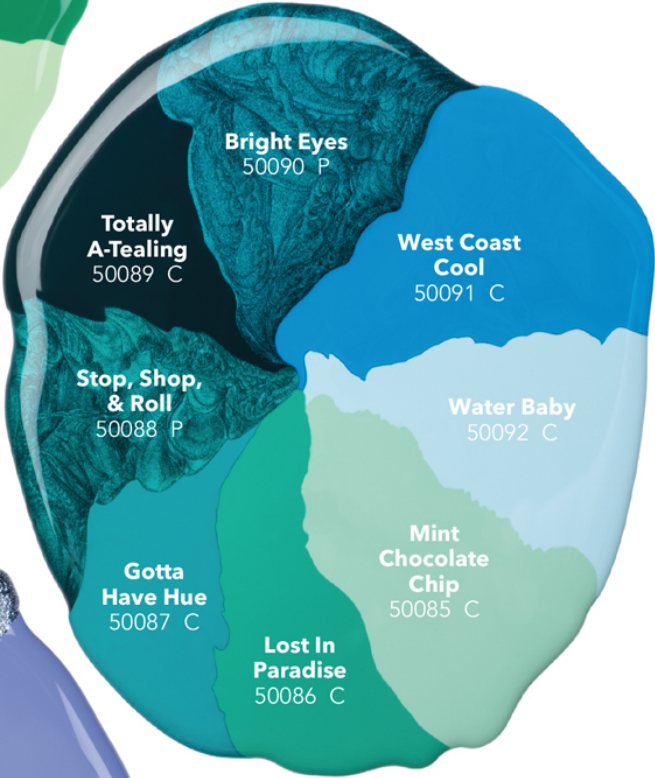 Bright Eyes
50090 P
Totally
A-Tealing
50089 C
West Coast
Cool
50091 C
Stop, Shop,
& Roll
50088 P
Water Baby
50092 C
Mint
Chocolate
Chip
50085 C
Gotta
Have Hue
50087 C
Lost In
Paradise
50086 C